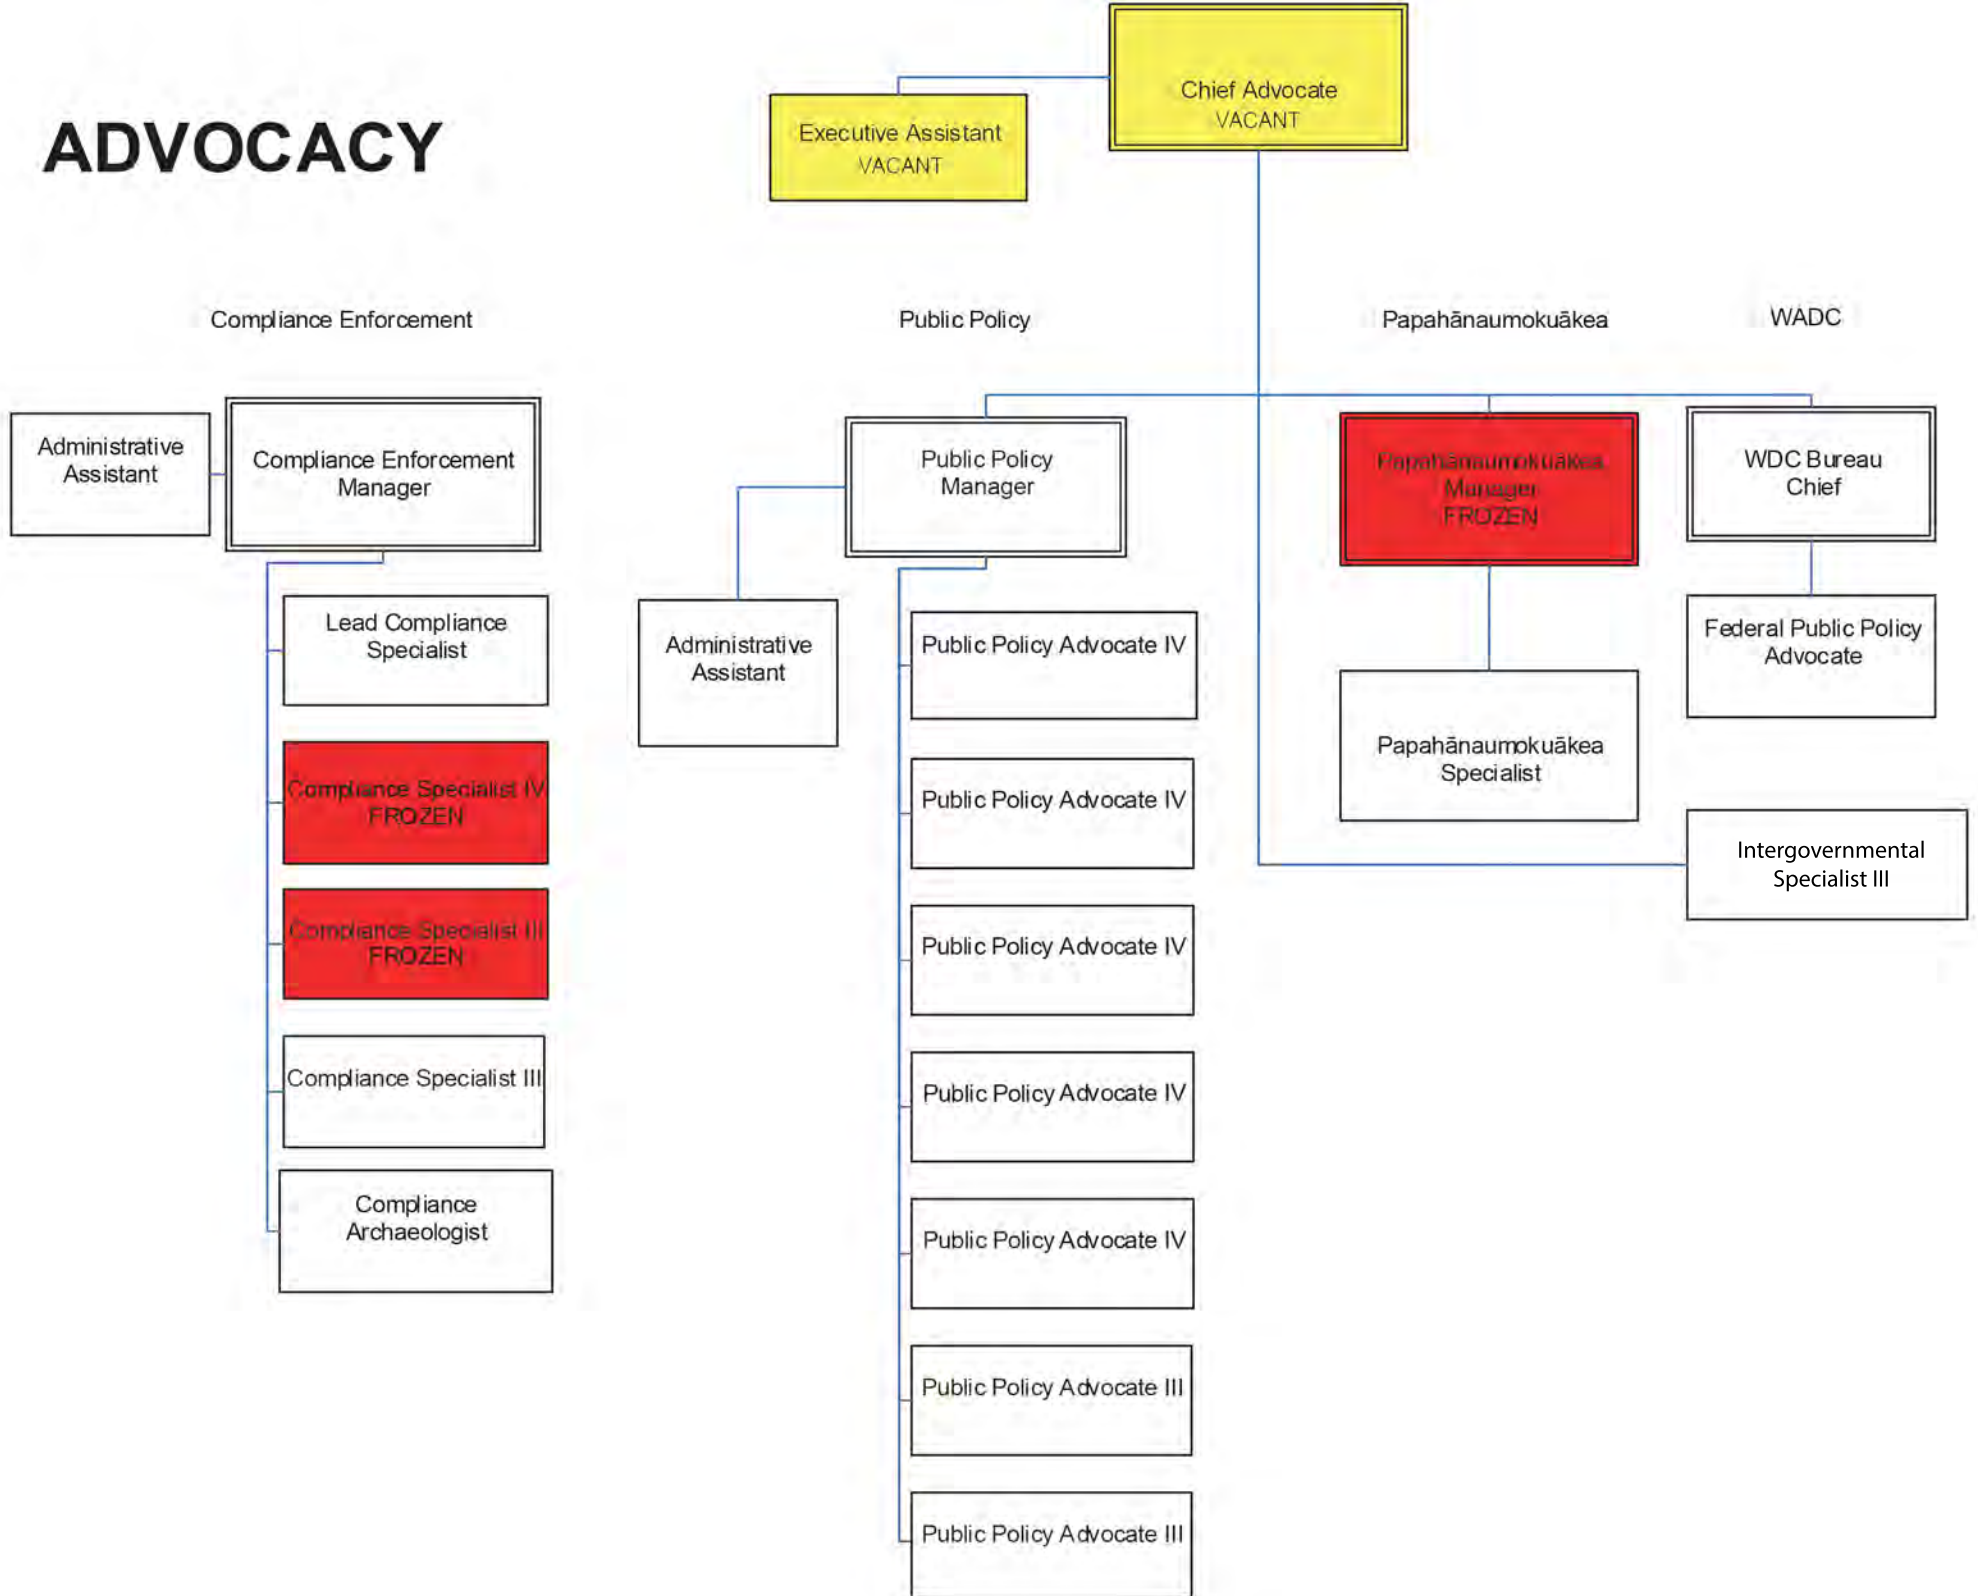 ADVOCACY
Chief Advocate
VACANT
Executive Assistant
VACANT
Compliance Enforcement
Public Policy
Papahānaumokuākea
WADC
Administrative
Assistant
Compliance Enforcement
Manager
Lead Compliance
Specialist
Compliance Specialist IV
FROZEN
Compliance Specialist III
FROZEN
Compliance Specialist III
Compliance
Archaeologist
Public Policy
Manager
Administrative
Assistant
Public Policy Advocate IV
Public Policy Advocate IV
Public Policy Advocate IV
Public Policy Advocate IV
Public Policy Advocate IV
Public Policy Advocate III
Public Policy Advocate III
Papahānaumokuākea
Manager
FROZEN
Papahānaumokuākea
Specialist
WDC Bureau
Chief
Federal Public Policy
Advocate
Intergovernmental
Specialist III